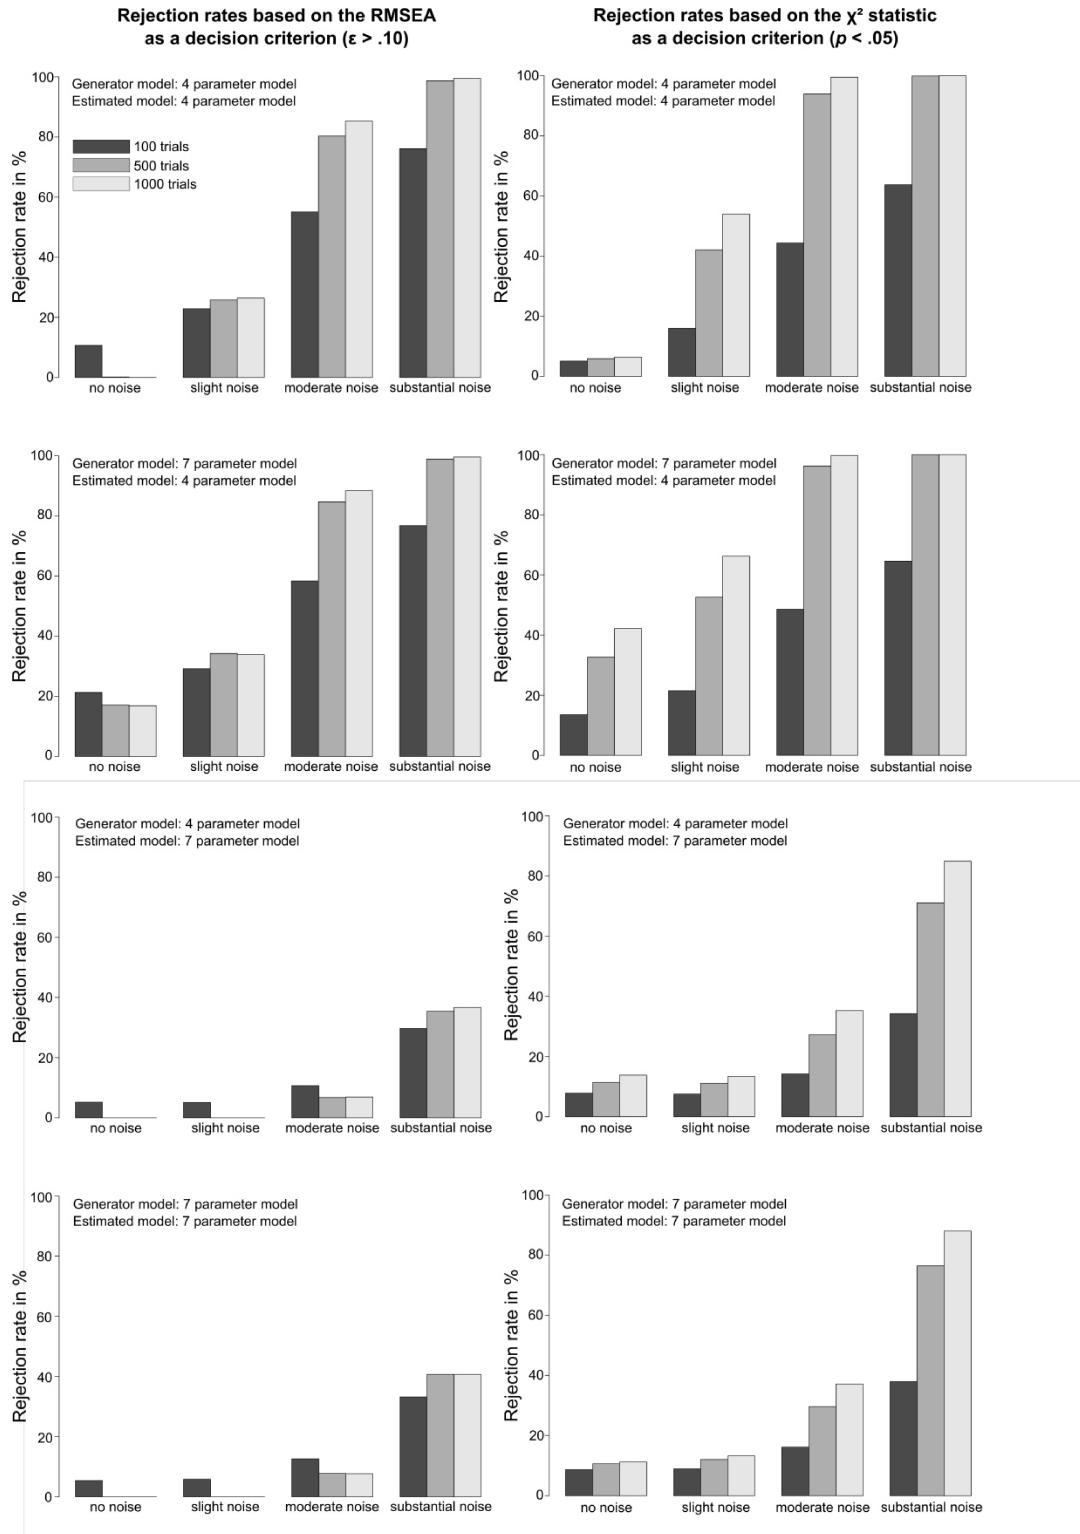 Rejection rates based on the RMSEA
as a decision criterion (ε > .10)
Rejection rates based on the χ² statistic
as a decision criterion (p < .05)
Generator model: 4 parameter model
Estimated model: 4 parameter model
100 trials
500 trials
1000 trials
Rejection rate in %
100
80
60
40
20
0
no noise
slight noise
moderate noise
substantial noise
Generator model: 4 parameter model
Estimated model: 4 parameter model
Rejection rate in %
100
80
60
40
20
0
no noise
slight noise
moderate noise
substantial noise
Generator model: 7 parameter model
Estimated model: 4 parameter model
Rejection rate in %
100
80
60
40
20
0
no noise
slight noise
moderate noise
substantial noise
Generator model: 7 parameter model
Estimated model: 4 parameter model
Rejection rate in %
100
80
60
40
20
0
no noise
slight noise
moderate noise
substantial noise
Generator model: 4 parameter model
Estimated model: 7 parameter model
Rejection rate in %
100
80
60
40
20
0
no noise
slight noise
moderate noise
substantial noise
Generator model: 4 parameter model
Estimated model: 7 parameter model
Rejection rate in %
100
80
60
40
20
0
no noise
slight noise
moderate noise
substantial noise
Generator model: 7 parameter model
Estimated model: 7 parameter model
Rejection rate in %
100
80
60
40
20
0
no noise
slight noise
moderate noise
substantial noise
Generator model: 7 parameter model
Estimated model: 7 parameter model
Rejection rate in %
100
80
60
40
20
0
no noise
slight noise
moderate noise
substantial noise